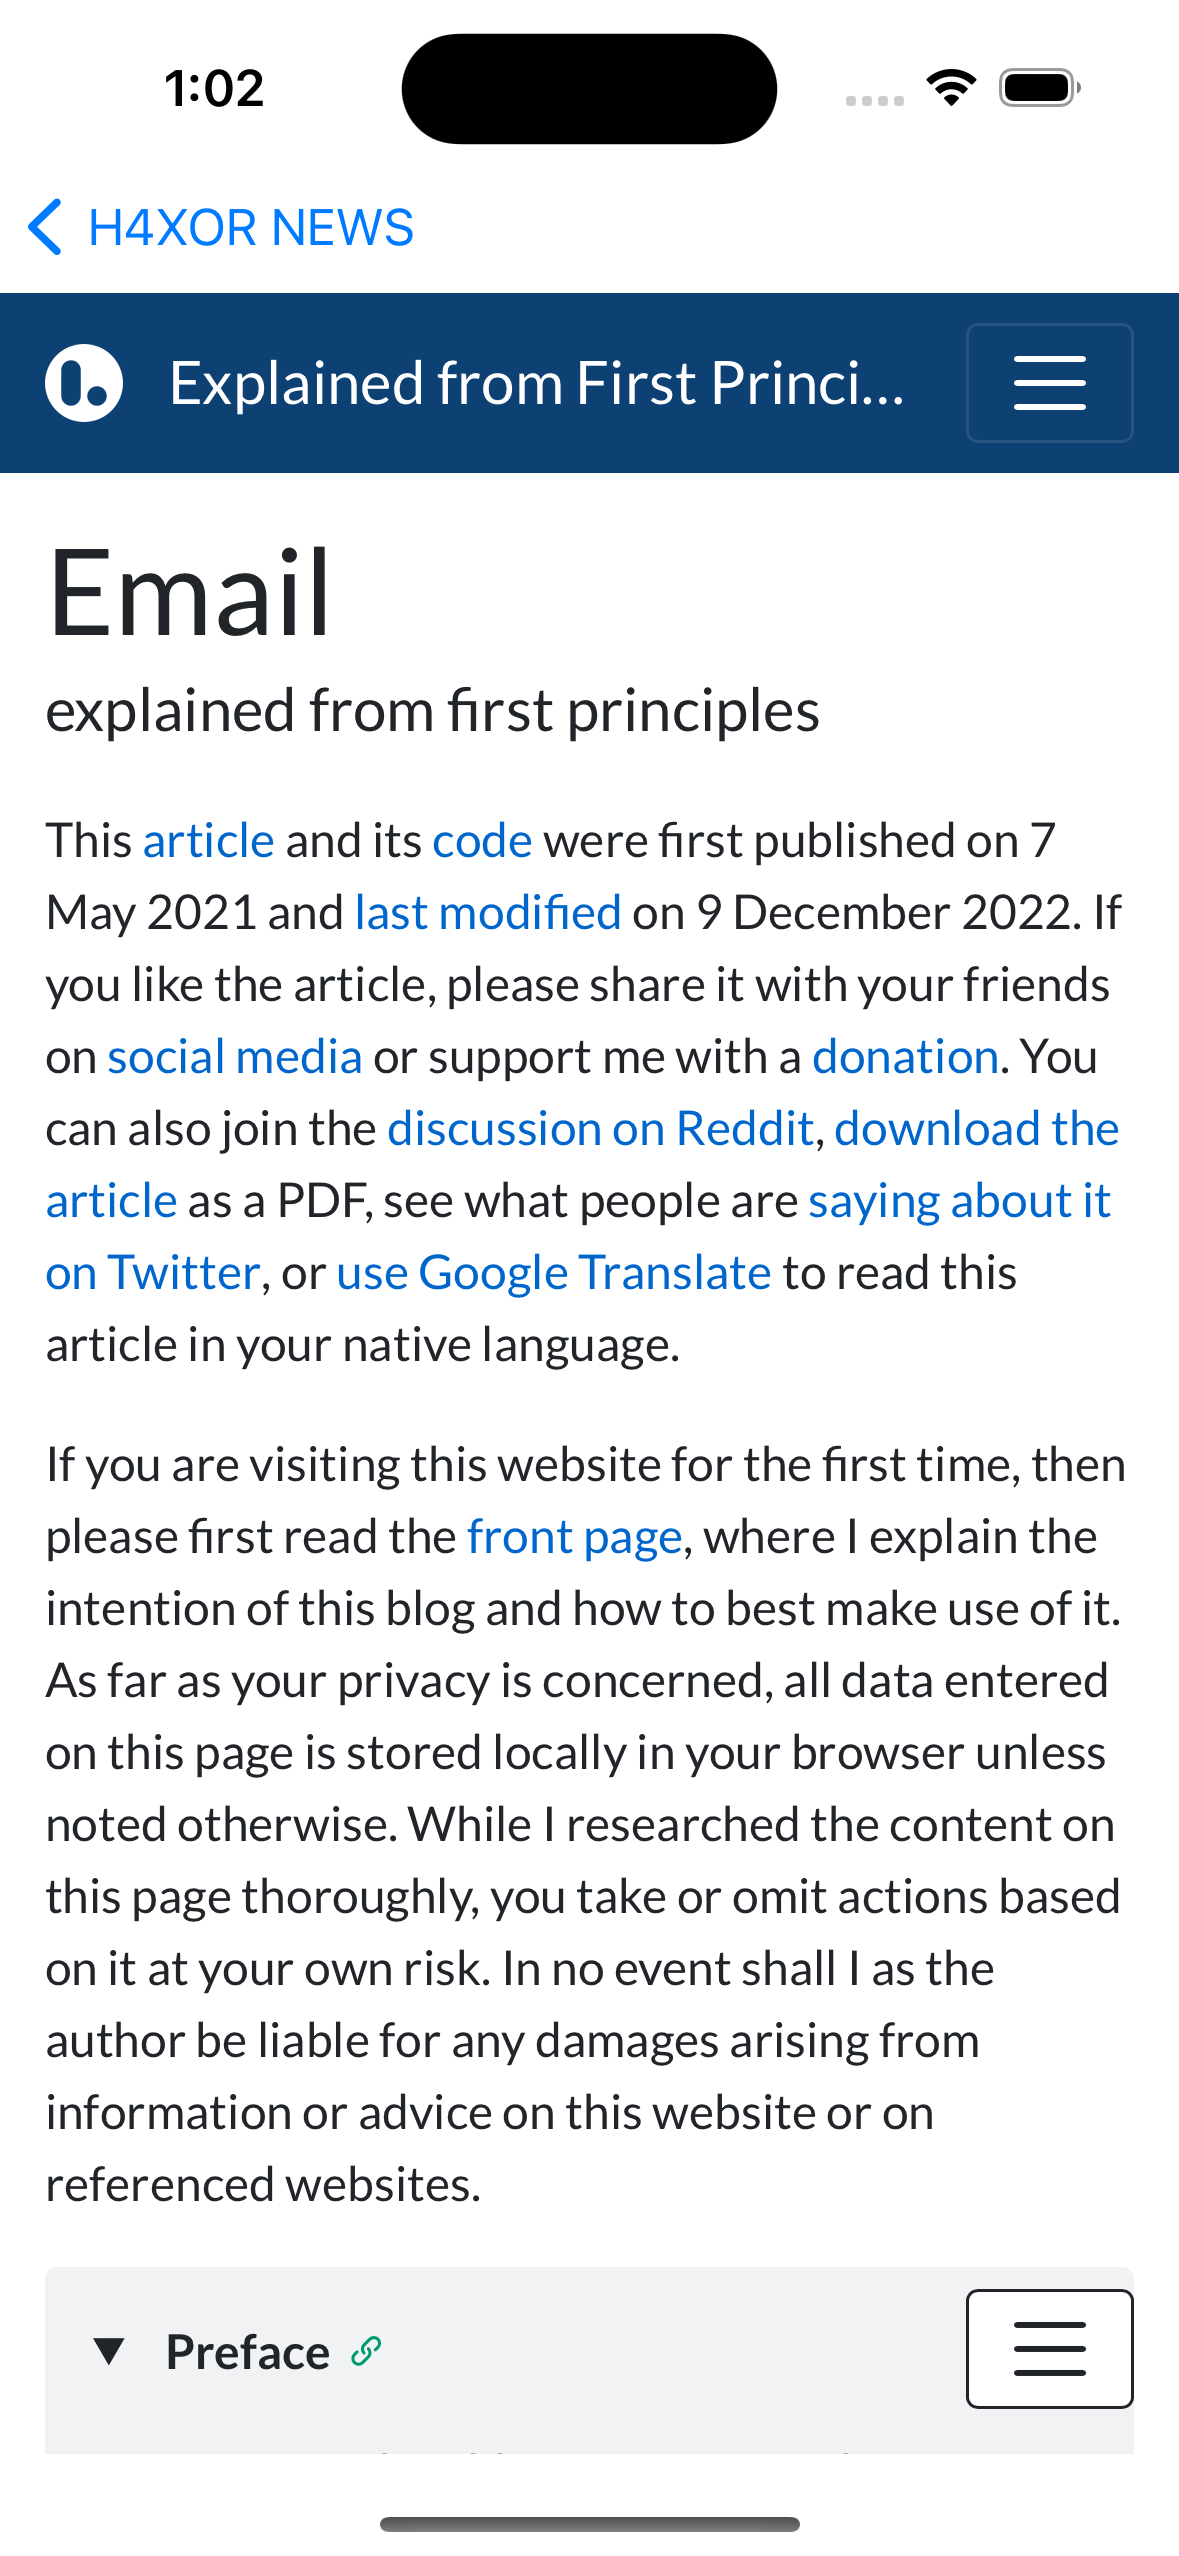 1:02
H4XOR NEWS
Explained from First Princi...
Email
explained from first principles
This article and its code were first published on 7
May 2021 and last modified on 9 December 2022. If
you like the article, please share it with your friends
on social media or support me with a donation. You
can also join the discussion on Reddit, download the
article as a PDF, see what people are saying about it
on Twitter, or use Google Translate to read this
article in your native language.
If you are visiting this website for the first time, then
please first read the front page, where I explain the
intention of this blog and how to best make use of it.
As far as your privacy is concerned, all data entered
on this page is stored locally in your browser unless
noted otherwise. While I researched the content on
this page thoroughly, you take or omit actions based
on it at your own risk. In no event shall I as the
author be liable for any damages arising from
information or advice on this website or on
referenced websites.
Preface